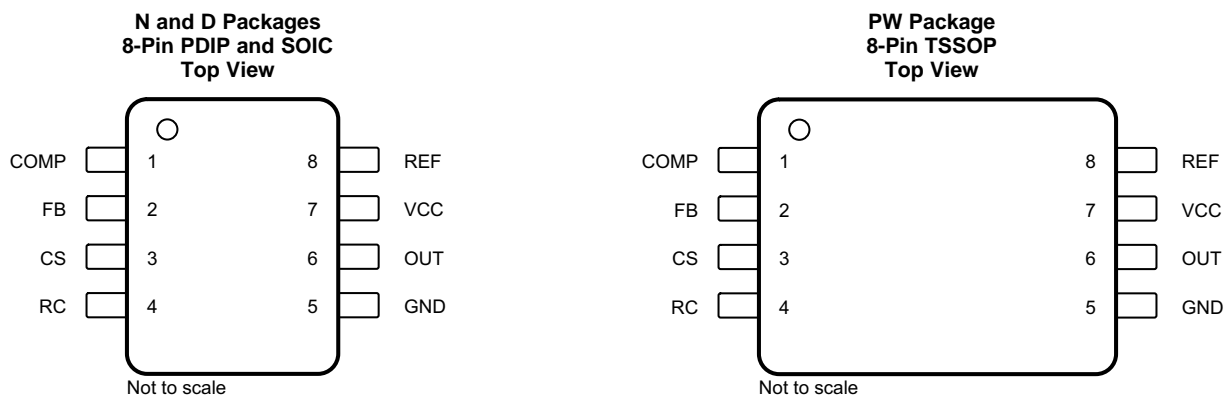 N and D Packages
8-Pin PDIP and SOIC
Top View
COMP 1 8 REF
FB 2 7 VCC
CS 3 6 OUT
RC 4 5 GND
Not to scale
PW Package
8-Pin TSSOP
Top View
COMP 1 8 REF
FB 2 7 VCC
CS 3 6 OUT
RC 4 5 GND
Not to scale